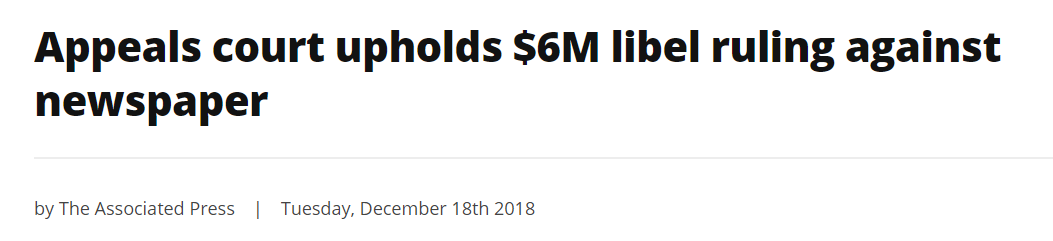 Appeals court upholds $6M libel ruling against
newspaper
by The Associated Press | Tuesday, December 18th 2018